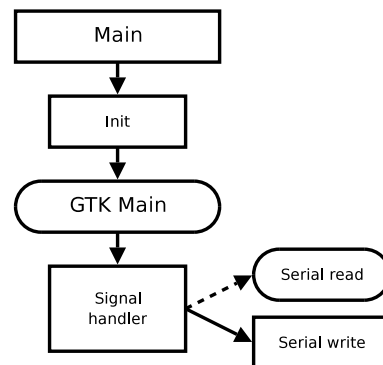 Main
Init
GTK Main
Signal
handler
Serial read
Serial write